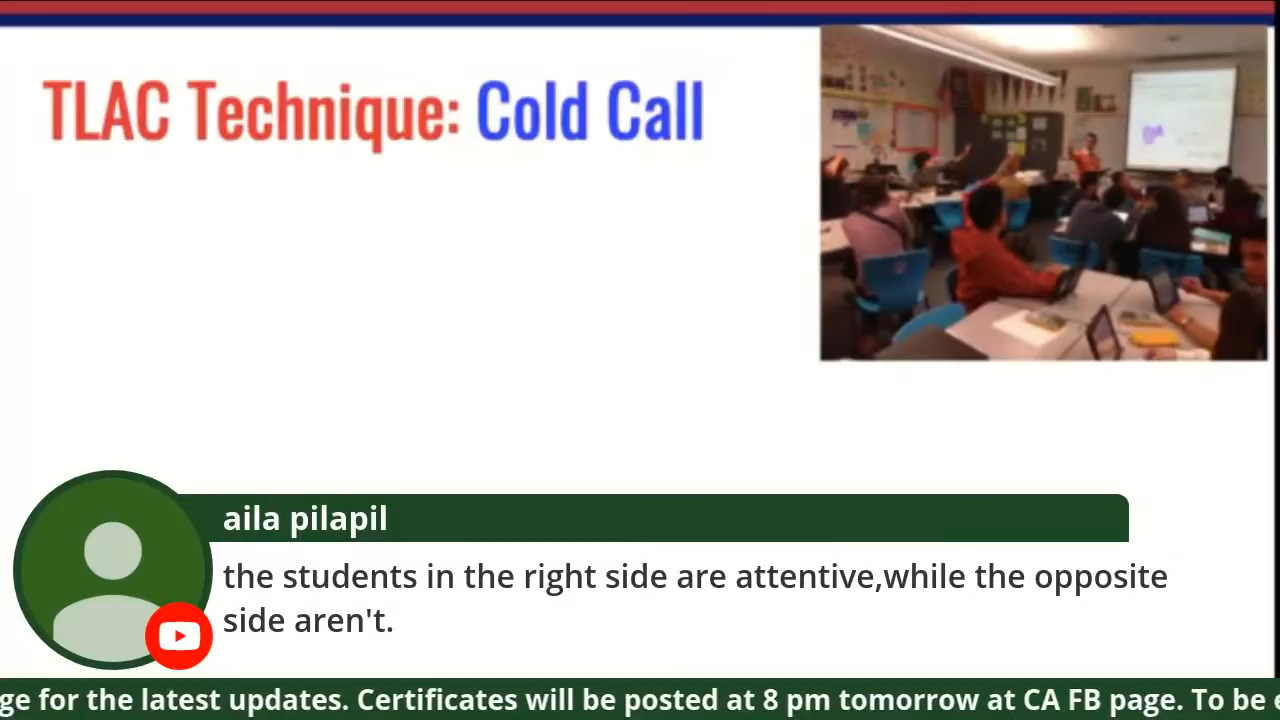 TLAC Technique: Cold Call
aila pilapil
the students in the right side are attentive,while the opposite
side aren't.
ge for the latest updates. Certificates will be posted at 8 pm tomorrow at CA FB page. To be